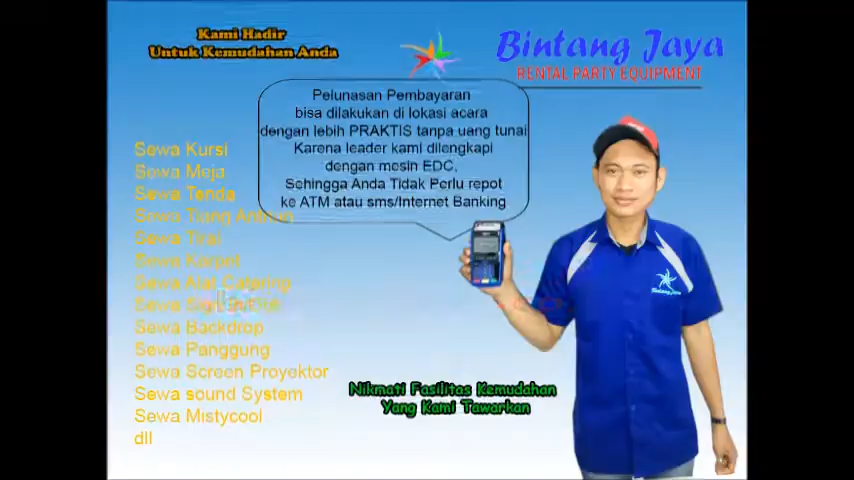 Kami Hadir
Untuk Kemudahan Anda
Bintang Jaya
RENTAL PARTY EQUIPMENT
Pelunasan Pembayaran
bisa dilakukan di lokasi acara
dengan lebih PRAKTIS tanpa uang tunai
Karena leader kami dilengkapi
dengan mesin EDC,
Sehingga Anda Tidak Perlu repot
ke ATM atau sms/Internet Banking
Sewa Kursi
Sewa Meja
Sewa Tenda
Sewa Tiang Antrian
Sewa Tirai
Sewa Karpet
Sewa Alat Catering
Sewa
Sewa Backdrop
Sewa Panggung
Sewa Screen Proyektor
Sewa sound System
Sewa Mistycool
dll
Nikmati Fasilitas Kemudahan
Yang Kami Tawarkan
Bintang Jaya